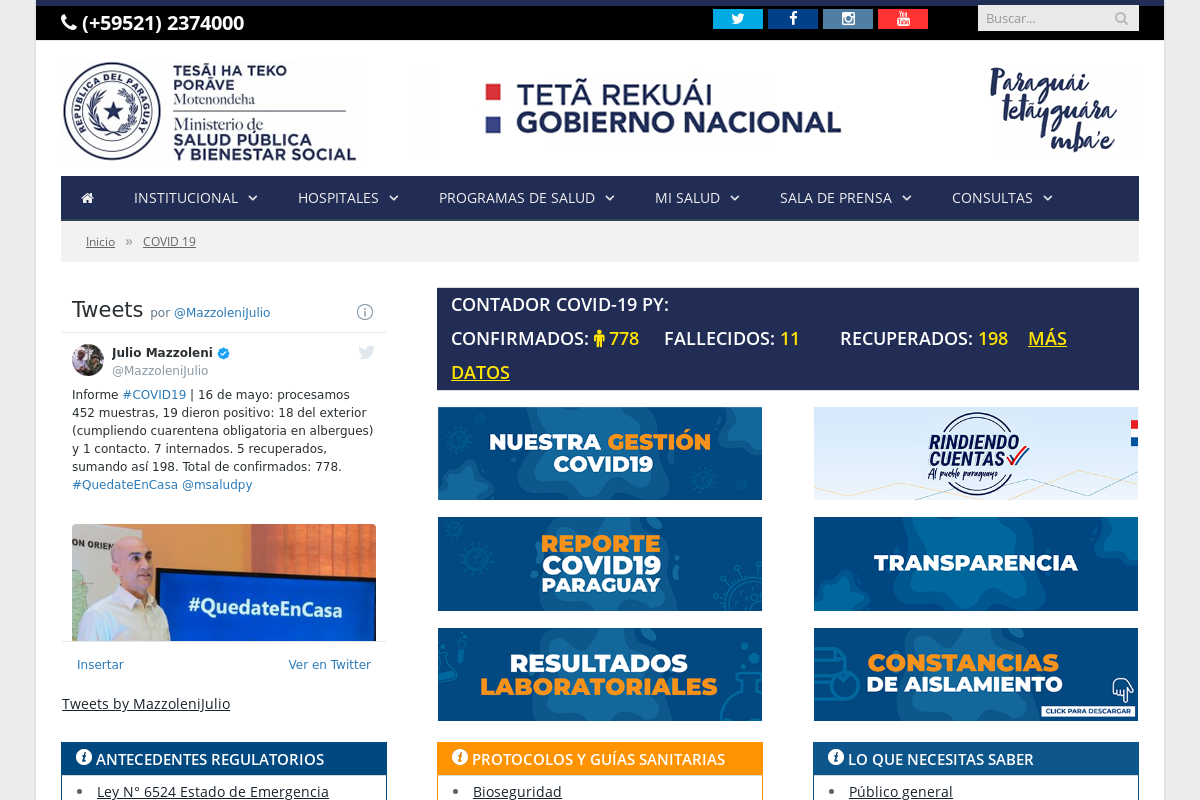 (+59521) 2374000
Buscar...
REPUBLICA DEL PARAGUAY
TESÃI HA TEKO
PORÃVE
Motenondeha
Ministerio de
SALUD PÚBLICA
Y BIENESTAR SOCIAL
TETÃ REKUÁI
GOBIERNO NACIONAL
Paraguái
tetãyguára
mba'e
INSTITUCIONAL
HOSPITALES
PROGRAMAS DE SALUD
MI SALUD
SALA DE PRENSA
CONSULTAS
Inicio » COVID 19
Tweets por @MazzoleniJulio
Julio Mazzoleni
@MazzoleniJulio
Informe #COVID19 | 16 de mayo: procesamos
452 muestras, 19 dieron positivo: 18 del exterior
(cumpliendo cuarentena obligatoria en albergues)
y 1 contacto. 7 internados. 5 recuperados,
sumando así 198. Total de confirmados: 778.
#QuedateEnCasa @msaludpy
ON ORIEN
#QuedateEnCasa
Insertar
Ver en Twitter
Tweets by MazzoleniJulio
CONTADOR COVID-19 PY:
CONFIRMADOS: 778 FALLECIDOS: 11 RECUPERADOS: 198 MÁS
DATOS
NUESTRA GESTIÓN
COVID19
RINDIENDO
CUENTAS
Al pueblo paraguayo
REPORTE
COVID19
PARAGUAY
TRANSPARENCIA
RESULTADOS
LABORATORIALES
CONSTANCIAS
DE AISLAMIENTO
CLICK PARA DESCARGAR
ANTECEDENTES REGULATORIOS
Ley N° 6524 Estado de Emergencia
PROTOCOLOS Y GUÍAS SANITARIAS
Bioseguridad
LO QUE NECESITAS SABER
Público general